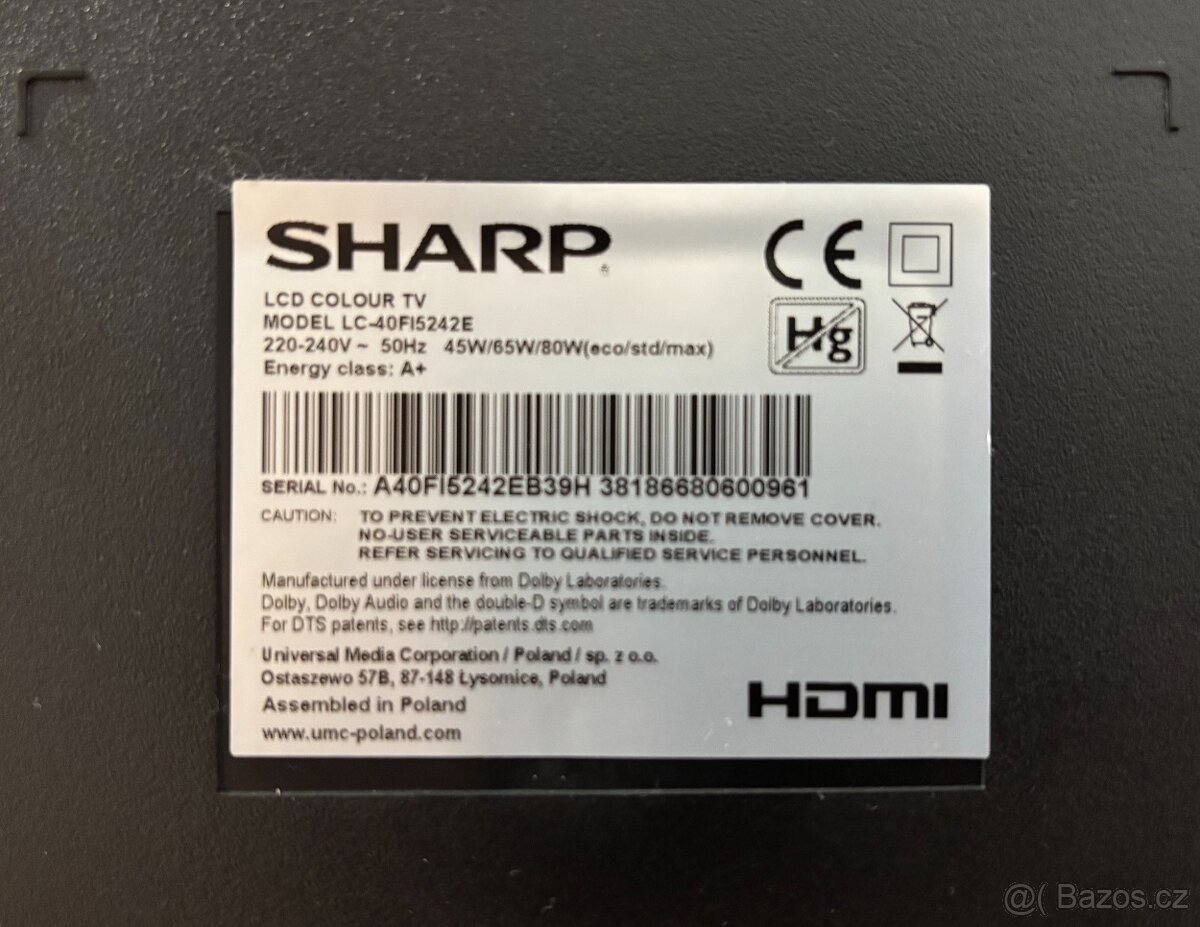 SHARP
LCD COLOUR TV
MODEL LC-40FI5242E
220-240V ~ 50Hz 45W/65W/80W(eco/std/max)
Energy class: A+
CE
Hg
SERIAL No.: A40FI5242EB39H 38186680600961
CAUTION: TO PREVENT ELECTRIC SHOCK, DO NOT REMOVE COVER.
NO-USER SERVICEABLE PARTS INSIDE.
REFER SERVICING TO QUALIFIED SERVICE PERSONNEL.
Manufactured under license from Dolby Laboratories.
Dolby, Dolby Audio and the double-D symbol are trademarks of Dolby Laboratories.
For DTS patents, see http://patents.dts.com
Universal Media Corporation / Poland / sp. z o.o.
Ostaszewo 57B, 87-148 Łysomice, Poland
Assembled in Poland
www.umc-poland.com
HDMI
@( Bazos.cz